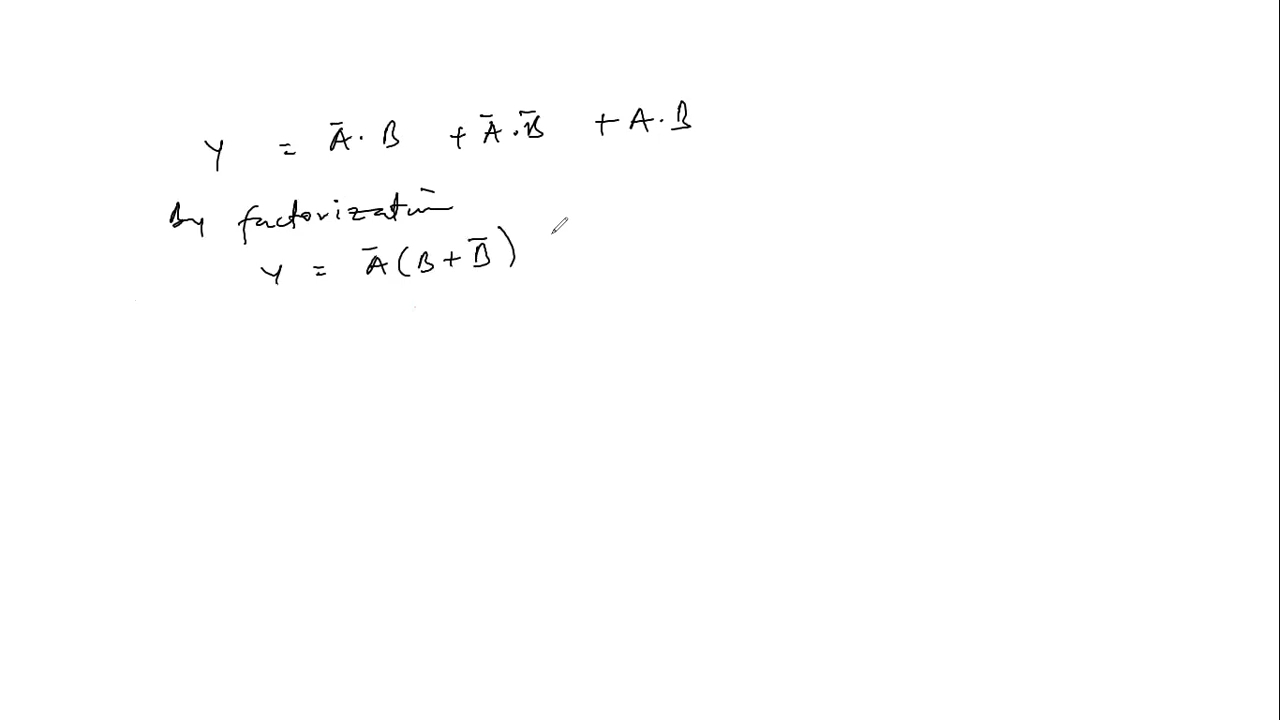 Y = Ā . B + Ā . B̄ + A . B
By factorization
Y = Ā ( B + B̄ )